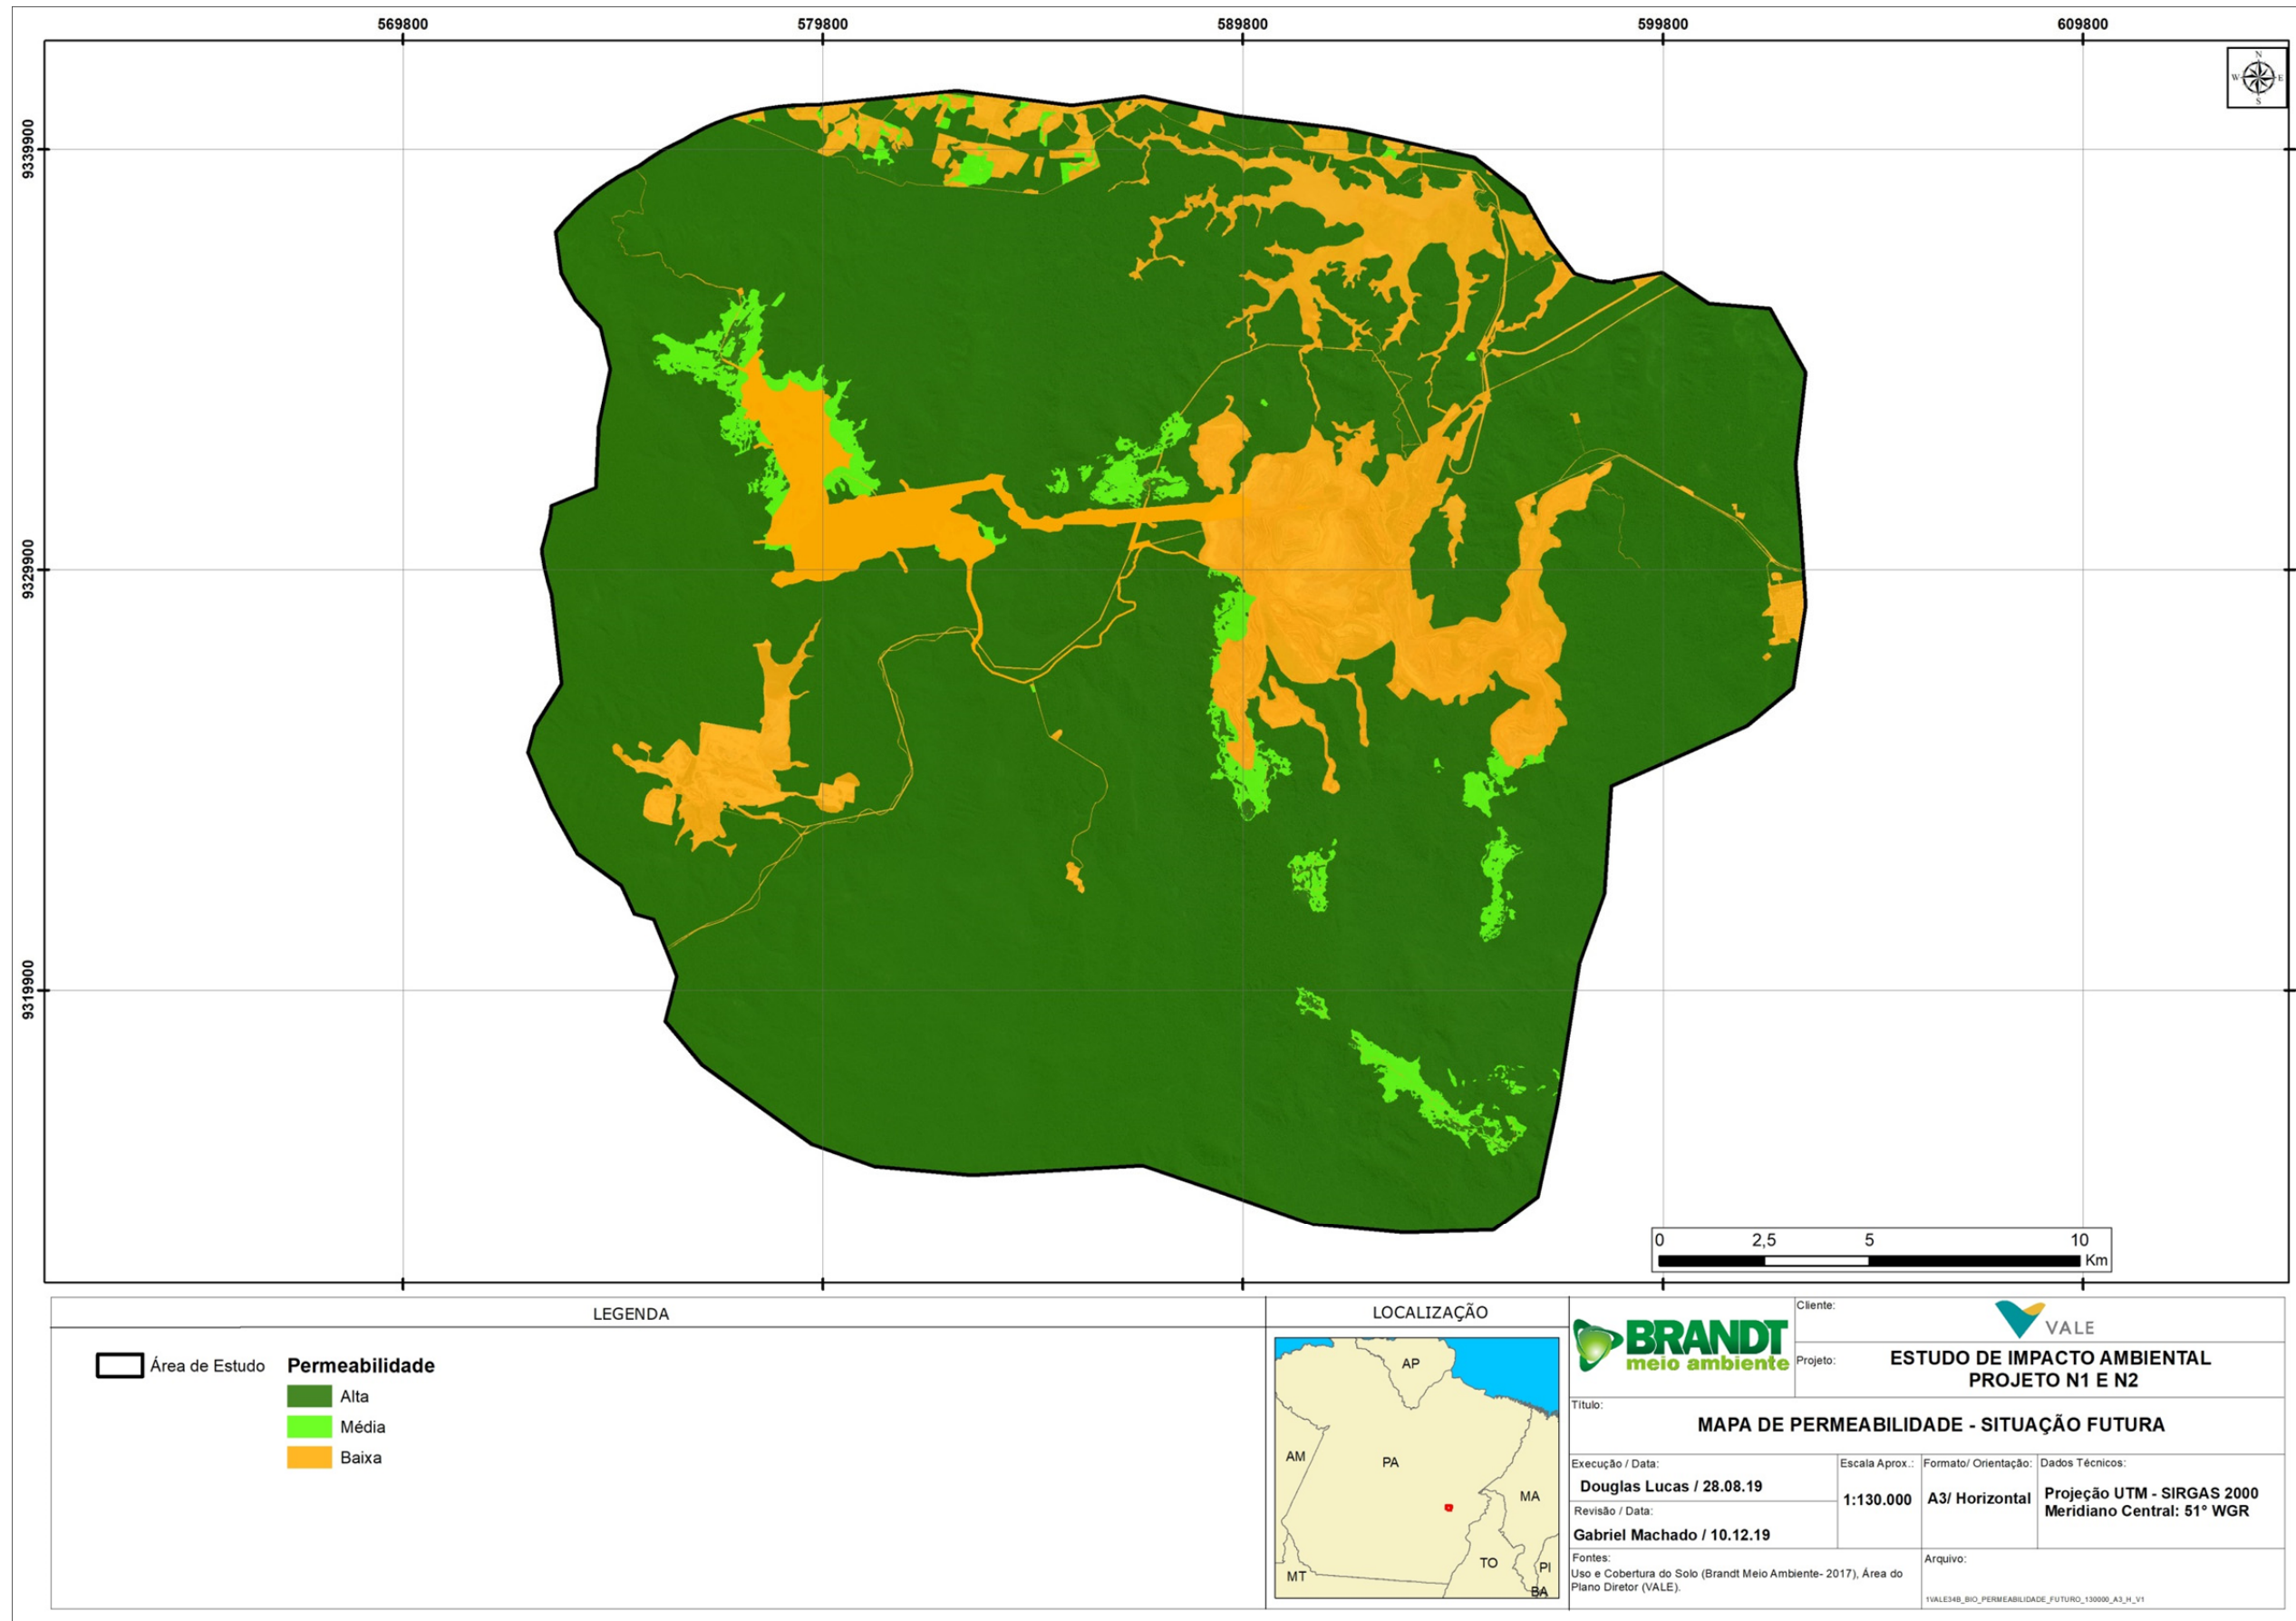 569800 579800 589800 599800 609800
N
W E
S
9339900
9329900
9319900
0 2,5 5 10
Km
LEGENDA
Área de Estudo
Permeabilidade
Alta
Média
Baixa
LOCALIZAÇÃO
AP
AM
PA
MA
TO
PI
MT
BA
BRANDT
meio ambiente
Cliente:
VALE
Projeto:
ESTUDO DE IMPACTO AMBIENTAL
PROJETO N1 E N2
Título:
MAPA DE PERMEABILIDADE - SITUAÇÃO FUTURA
Execução / Data:
Douglas Lucas / 28.08.19
Revisão / Data:
Gabriel Machado / 10.12.19
Escala Aprox.:
1:130.000
Formato/ Orientação:
A3/ Horizontal
Dados Técnicos:
Projeção UTM - SIRGAS 2000
Meridiano Central: 51° WGR
Fontes:
Uso e Cobertura do Solo (Brandt Meio Ambiente- 2017), Área do
Plano Diretor (VALE).
Arquivo:
1VALE34B_BIO_PERMEABILIDADE_FUTURO_130000_A3_H_V1